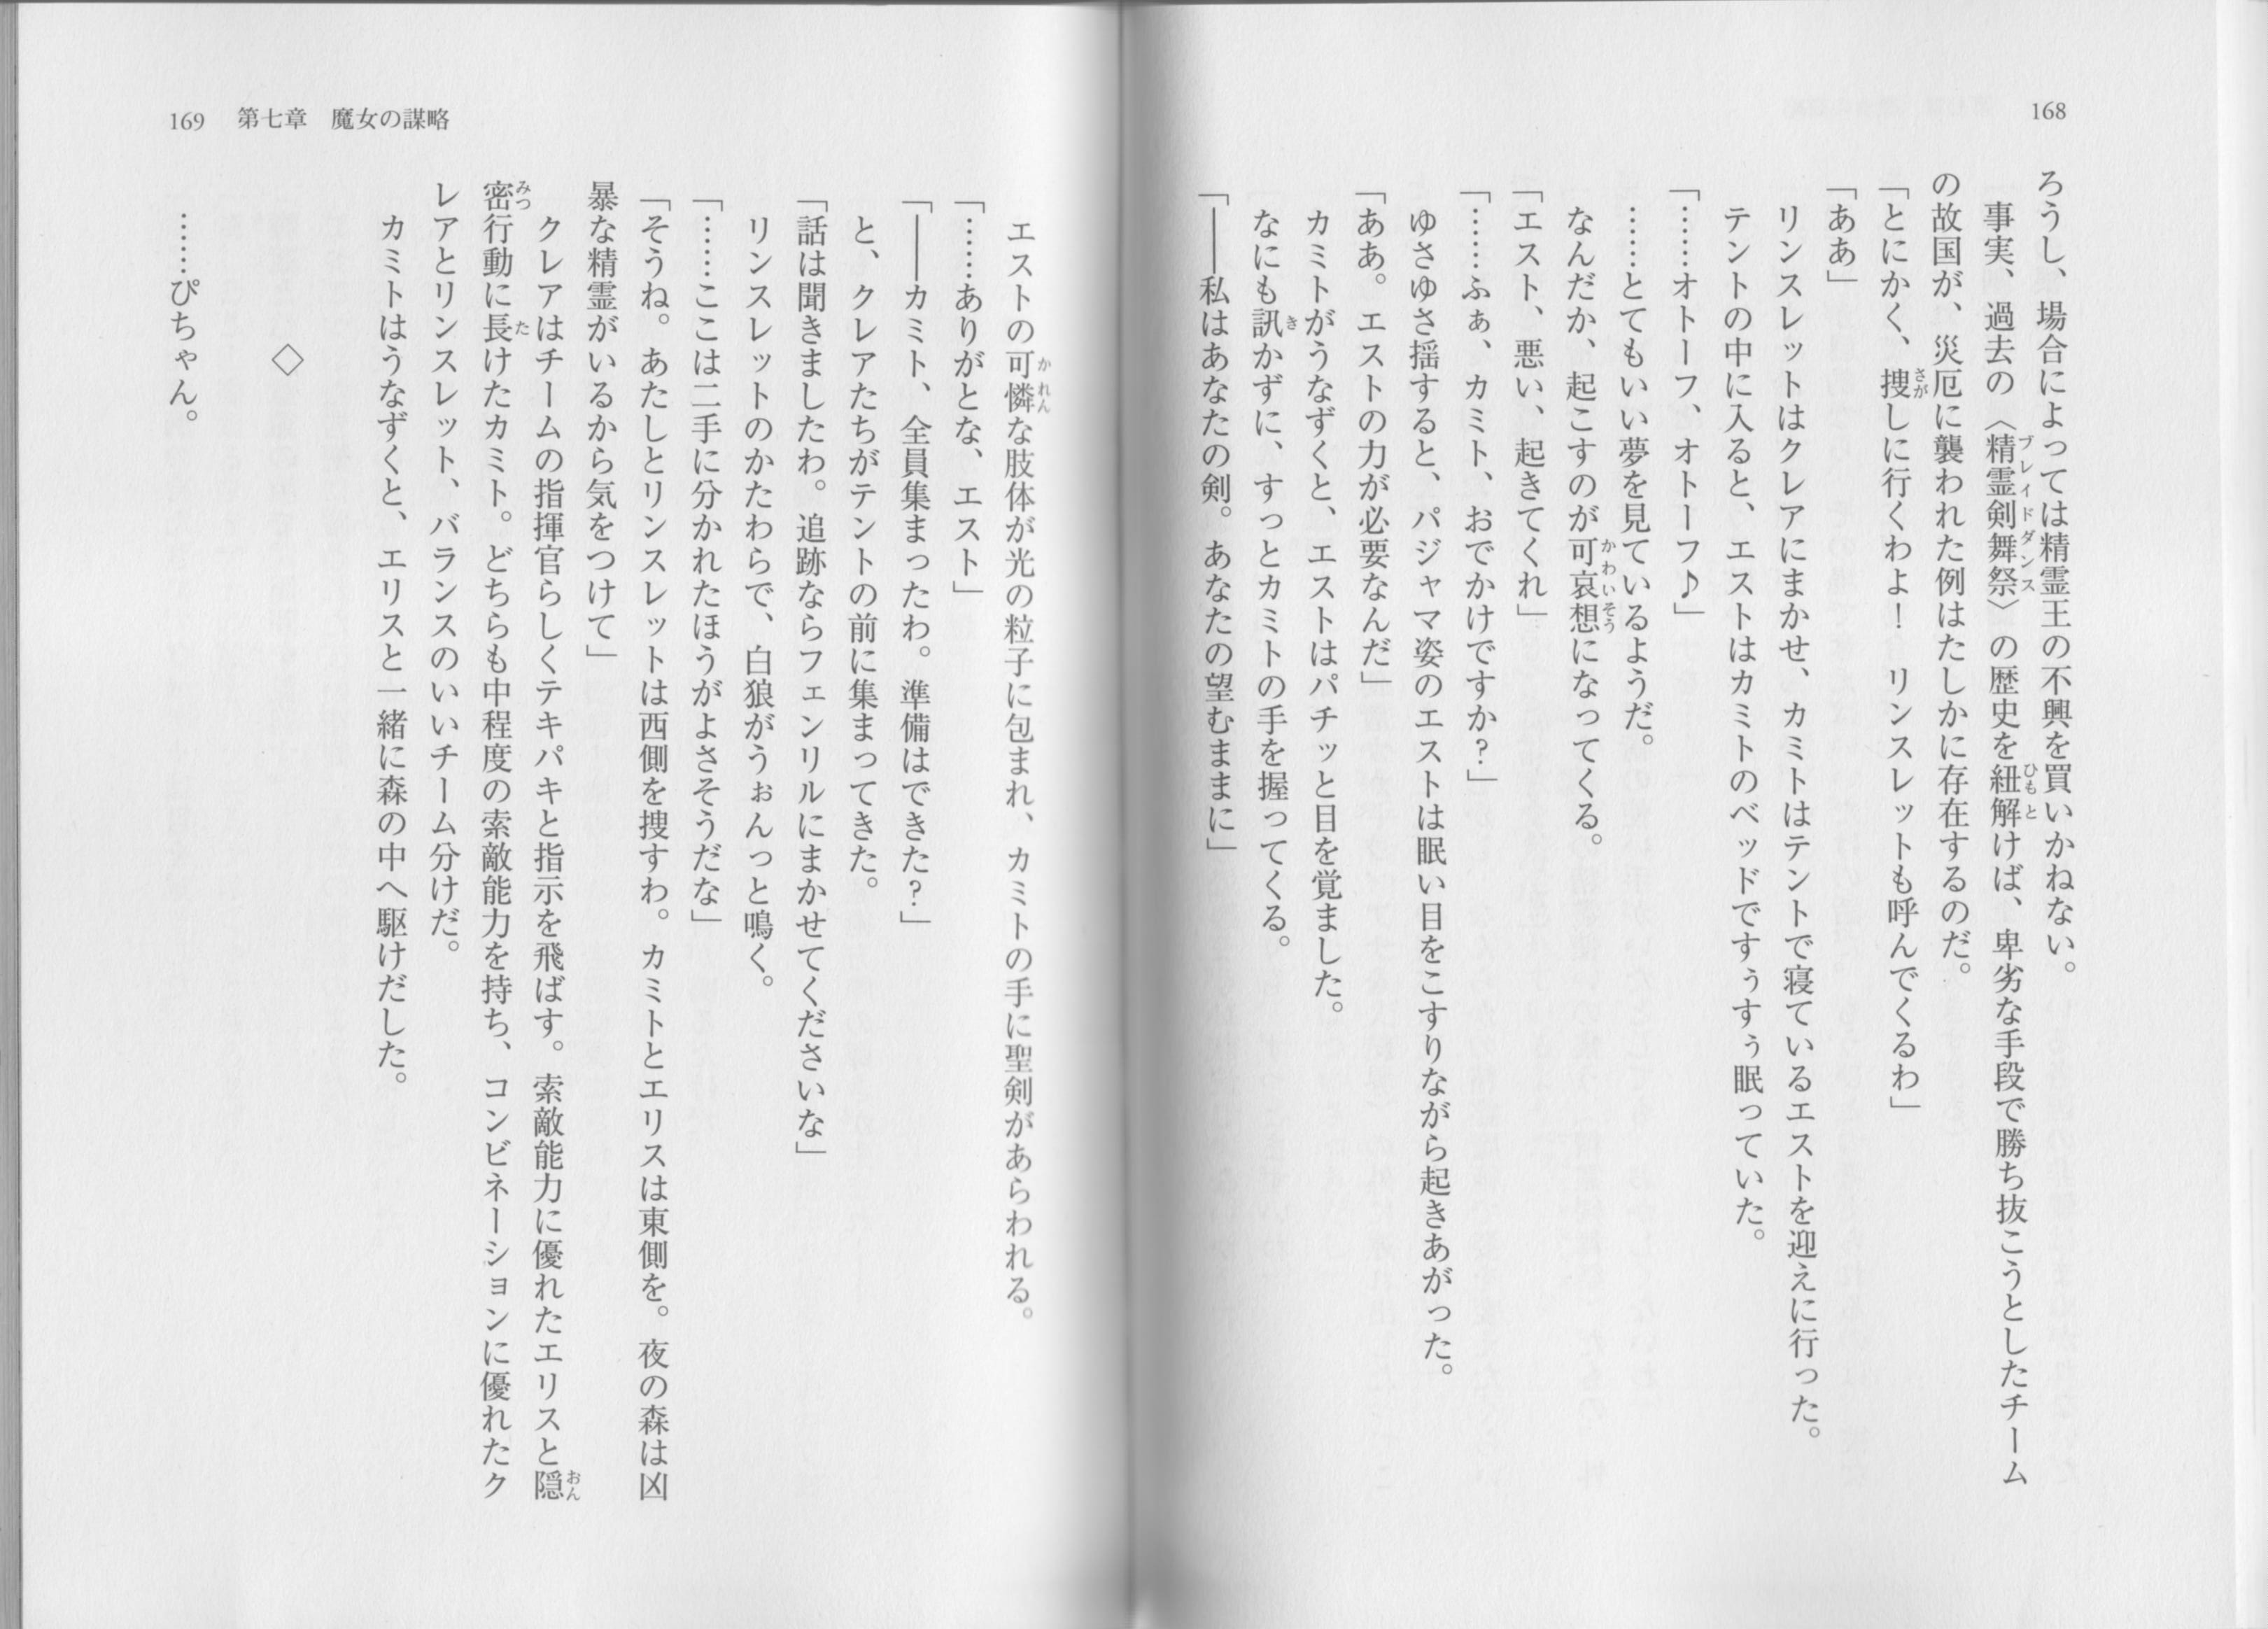 168
ろうし、場合によっては精霊王の不興を買いかねない。
事実、過去の〈精霊剣舞祭〉の歴史を紐解けば、卑劣な手段で勝ち抜こうとしたチーム
の故国が、災厄に襲われた例はたしかに存在するのだ。
「とにかく、捜しに行くわよ！　リンスレットも呼んでくるわ」
「ああ」
リンスレットはクレアにまかせ、カミトはテントで寝ているエストを迎えに行った。
テントの中に入ると、エストはカミトのベッドですぅすぅ眠っていた。
「……オトーフ、オトーフ♪」
……とてもいい夢を見ているようだ。
なんだか、起こすのが可哀想になってくる。
「エスト、悪い、起きてくれ」
「……ふぁ、カミト、おでかけですか？」
ゆさゆさ揺すると、パジャマ姿のエストは眠い目をこすりながら起きあがった。
「ああ。エストの力が必要なんだ」
カミトがうなずくと、エストはパチッと目を覚ました。
なにも訊かずに、すっとカミトの手を握ってくる。
「――私はあなたの剣。あなたの望むままに」
169　第七章　魔女の謀略
エストの可憐な肢体が光の粒子に包まれ、カミトの手に聖剣があらわれる。
「……ありがとな、エスト」
「――カミト、全員集まったわ。準備はできた？」
と、クレアたちがテントの前に集まってきた。
「話は聞きましたわ。追跡ならフェンリルにまかせてくださいな」
リンスレットのかたわらで、白狼がうぉんっと鳴く。
「……ここは二手に分かれたほうがよさそうだな」
「そうね。あたしとリンスレットは西側を捜すわ。カミトとエリスは東側を。夜の森は凶
暴な精霊がいるから気をつけて」
クレアはチームの指揮官らしくテキパキと指示を飛ばす。索敵能力に優れたエリスと隠
密行動に長けたカミト。どちらも中程度の索敵能力を持ち、コンビネーションに優れたク
レアとリンスレット、バランスのいいチーム分けだ。
カミトはうなずくと、エリスと一緒に森の中へ駆けだした。
◇
……ぴちゃん。